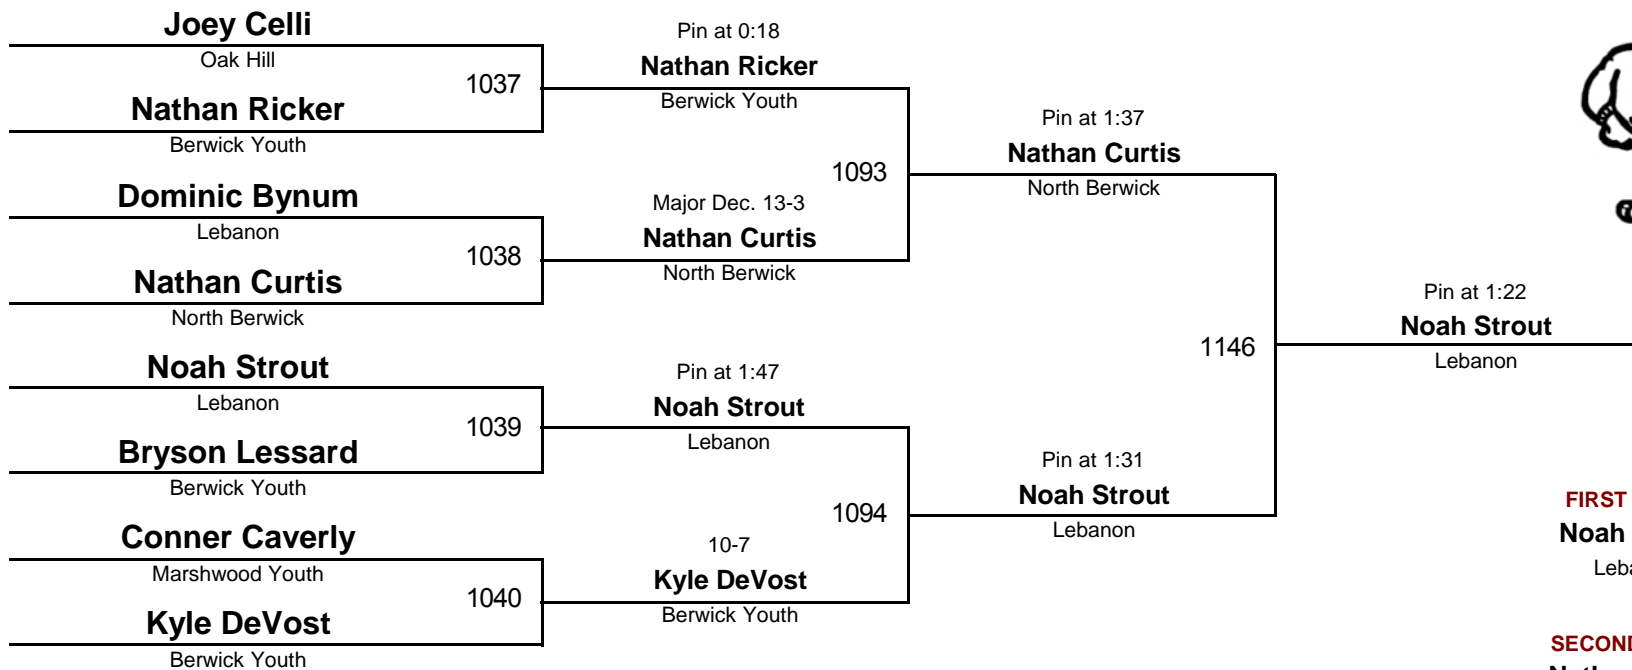 Joey Celli
Oak Hill
1037
Nathan Ricker
Berwick Youth
Dominic Bynum
Lebanon
1038
Nathan Curtis
North Berwick
Noah Strout
Lebanon
1039
Bryson Lessard
Berwick Youth
Conner Caverly
Marshwood Youth
1040
Kyle DeVost
Berwick Youth
Pin at 0:18
Nathan Ricker
Berwick Youth
1093
Major Dec. 13-3
Nathan Curtis
North Berwick
Pin at 1:47
Noah Strout
Lebanon
1094
10-7
Kyle DeVost
Berwick Youth
Pin at 1:37
Nathan Curtis
North Berwick
1146
Pin at 1:31
Noah Strout
Lebanon
Pin at 1:22
Noah Strout
Lebanon
FIRST
Noah